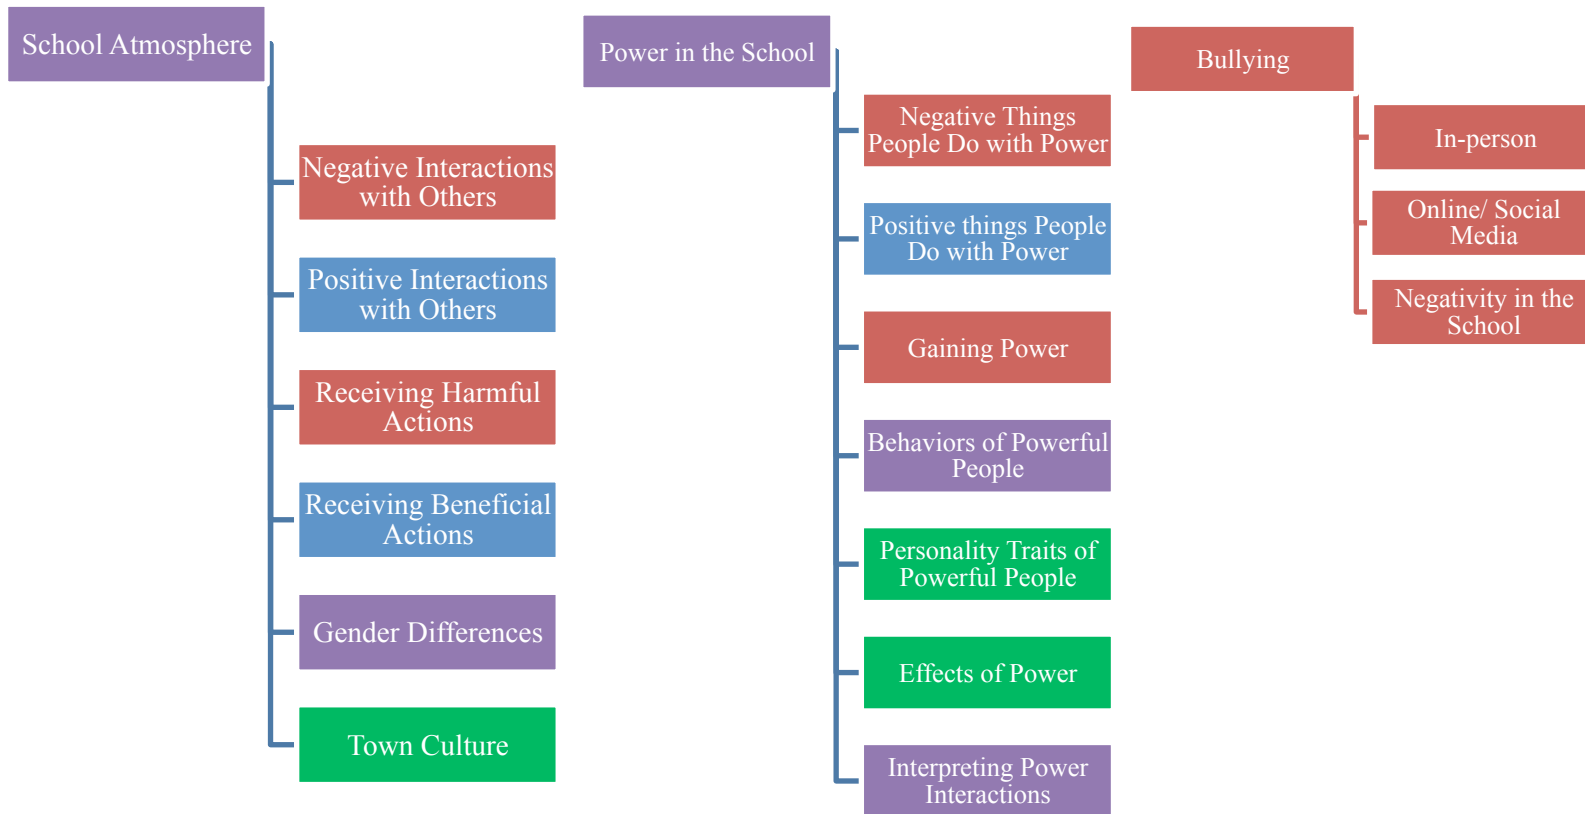 School Atmosphere
Negative Interactions
with Others
Positive Interactions
with Others
Receiving Harmful
Actions
Receiving Beneficial
Actions
Gender Differences
Town Culture
Power in the School
Negative Things
People Do with Power
Positive things People
Do with Power
Gaining Power
Behaviors of Powerful
People
Personality Traits of
Powerful People
Effects of Power
Interpreting Power
Interactions
Bullying
In-person
Online/ Social
Media
Negativity in the
School